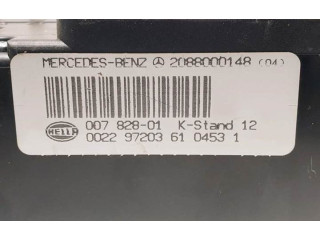 MERCEDES-BENZ 2088000148 (04)
HELLA
007 828-01 K-Stand 12
0022 97203 61 0453 1